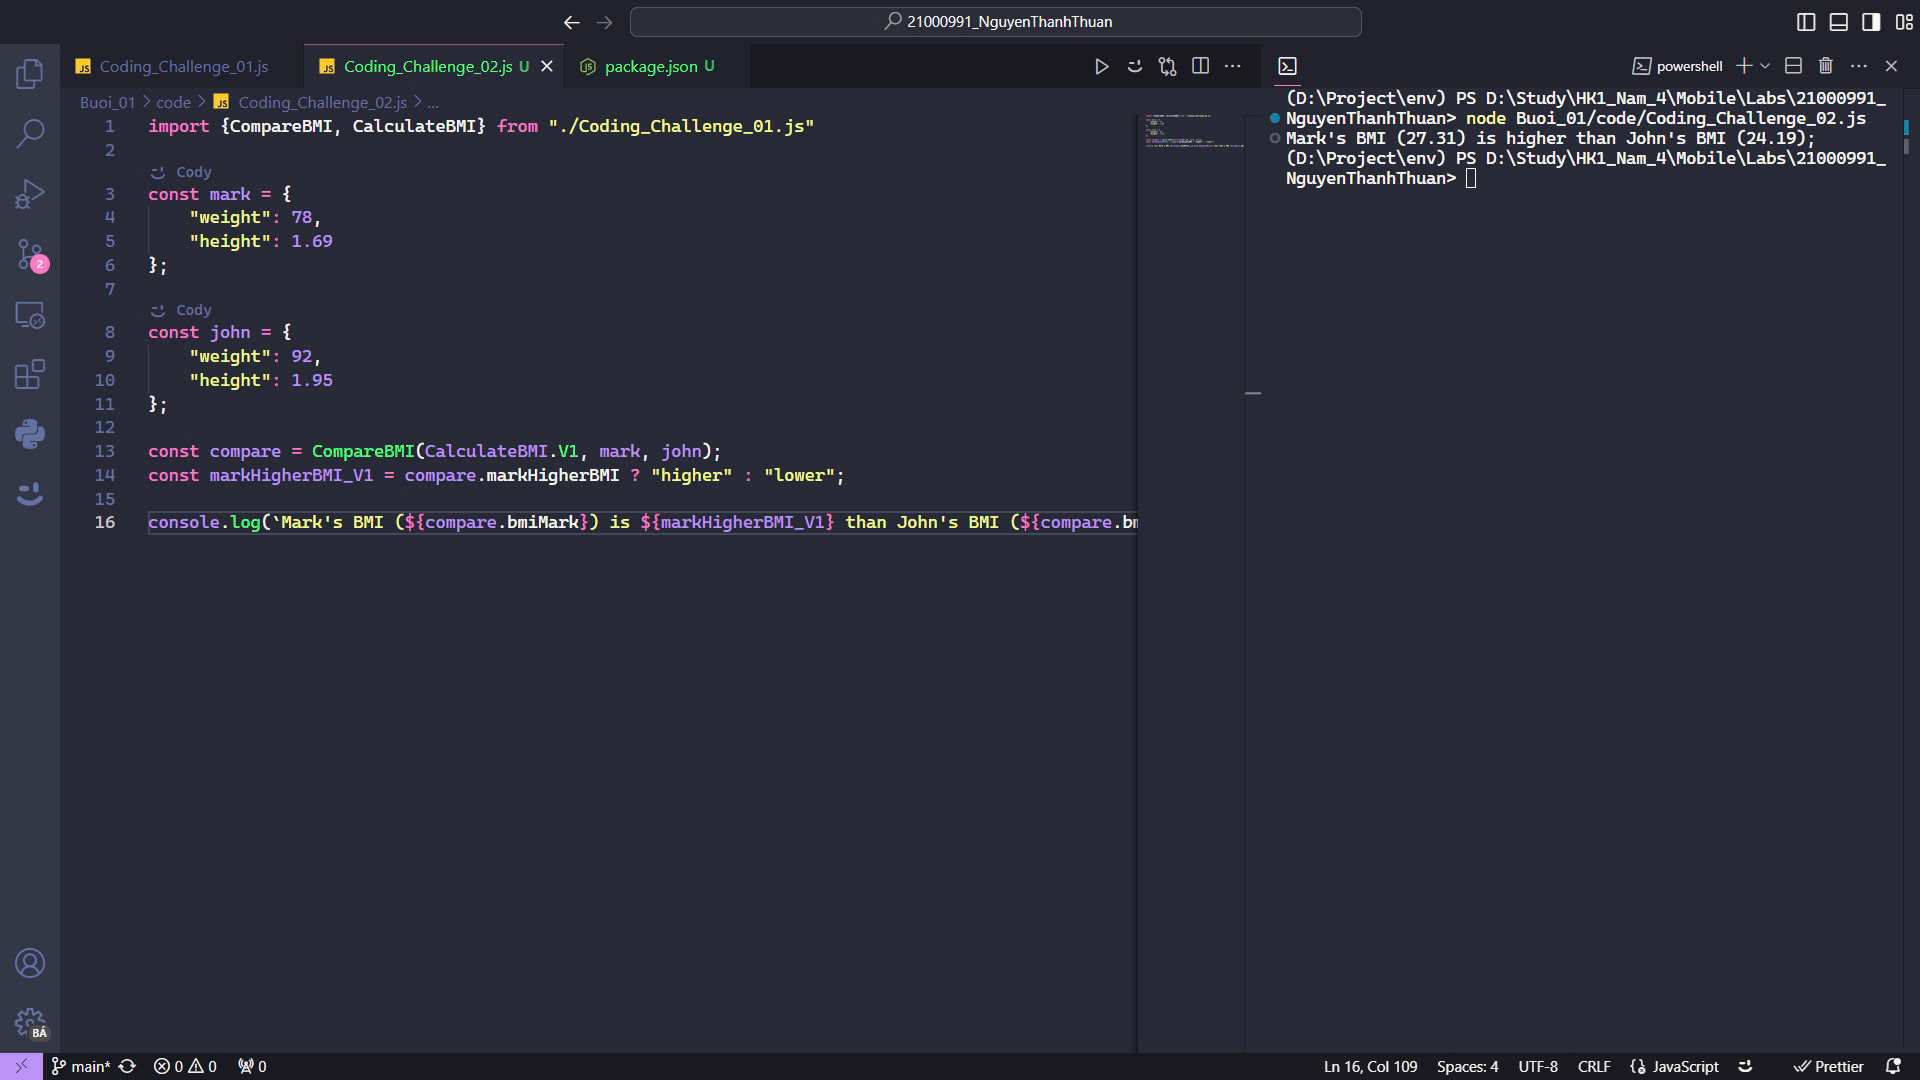 21000991_NguyenThanhThuan
Coding_Challenge_01.js
Coding_Challenge_02.js U
package.json U
powershell
Buoi_01 > code > JS Coding_Challenge_02.js > ...
1 import {CompareBMI, CalculateBMI} from "./Coding_Challenge_01.js"
2
Cody
3 const mark = {
4 "weight": 78,
5 "height": 1.69
6 };
7
Cody
8 const john = {
9 "weight": 92,
10 "height": 1.95
11 };
12
13 const compare = CompareBMI(CalculateBMI.V1, mark, john);
14 const markHigherBMI_V1 = compare.markHigherBMI ? "higher" : "lower";
15
16 console.log(`Mark's BMI (${compare.bmiMark}) is ${markHigherBMI_V1} than John's BMI (${compare.bm
(D:\Project\env) PS D:\Study\HK1_Nam_4\Mobile\Labs\21000991_
NguyenThanhThuan> node Buoi_01/code/Coding_Challenge_02.js
Mark's BMI (27.31) is higher than John's BMI (24.19);
(D:\Project\env) PS D:\Study\HK1_Nam_4\Mobile\Labs\21000991_
NguyenThanhThuan>
2
BÁ
main* 0 0 0
Ln 16, Col 109 Spaces: 4 UTF-8 CRLF JavaScript Prettier